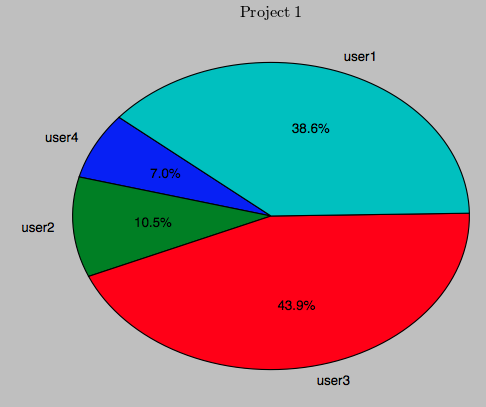 Project 1
user1
38.6%
user4
7.0%
10.5%
user2
43.9%
user3